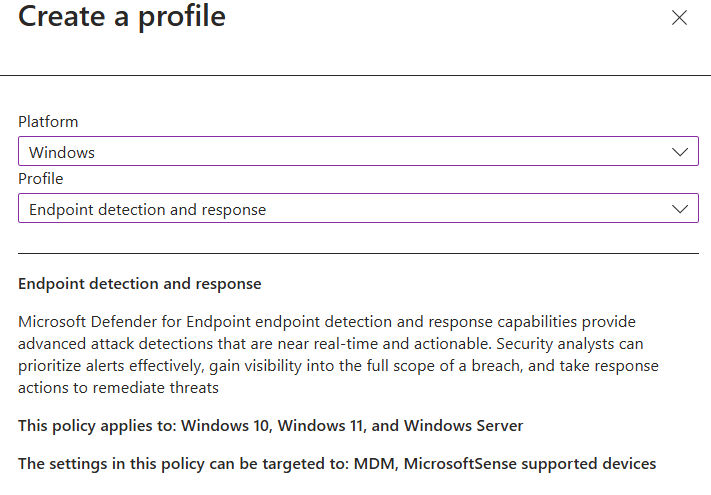 Create a profile
Platform
Windows
Profile
Endpoint detection and response
Endpoint detection and response
Microsoft Defender for Endpoint endpoint detection and response capabilities provide
advanced attack detections that are near real-time and actionable. Security analysts can
prioritize alerts effectively, gain visibility into the full scope of a breach, and take response
actions to remediate threats
This policy applies to: Windows 10, Windows 11, and Windows Server
The settings in this policy can be targeted to: MDM, MicrosoftSense supported devices